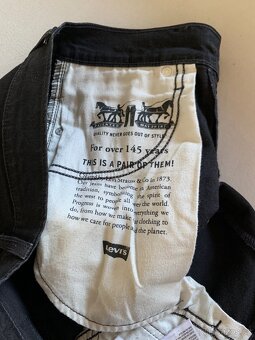 QUALITY NEVER GOES OUT OF STYLE
For over 145 years
THIS IS A PAIR OF THEM!
Levi Strauss & Co in 1873.
Our jeans have become an American
tradition, symbolizing the spirit of
the west to people all over the world.
Progress is woven into everything we
do, from how we make our clothing to
how we care for people and the planet.
Levi's